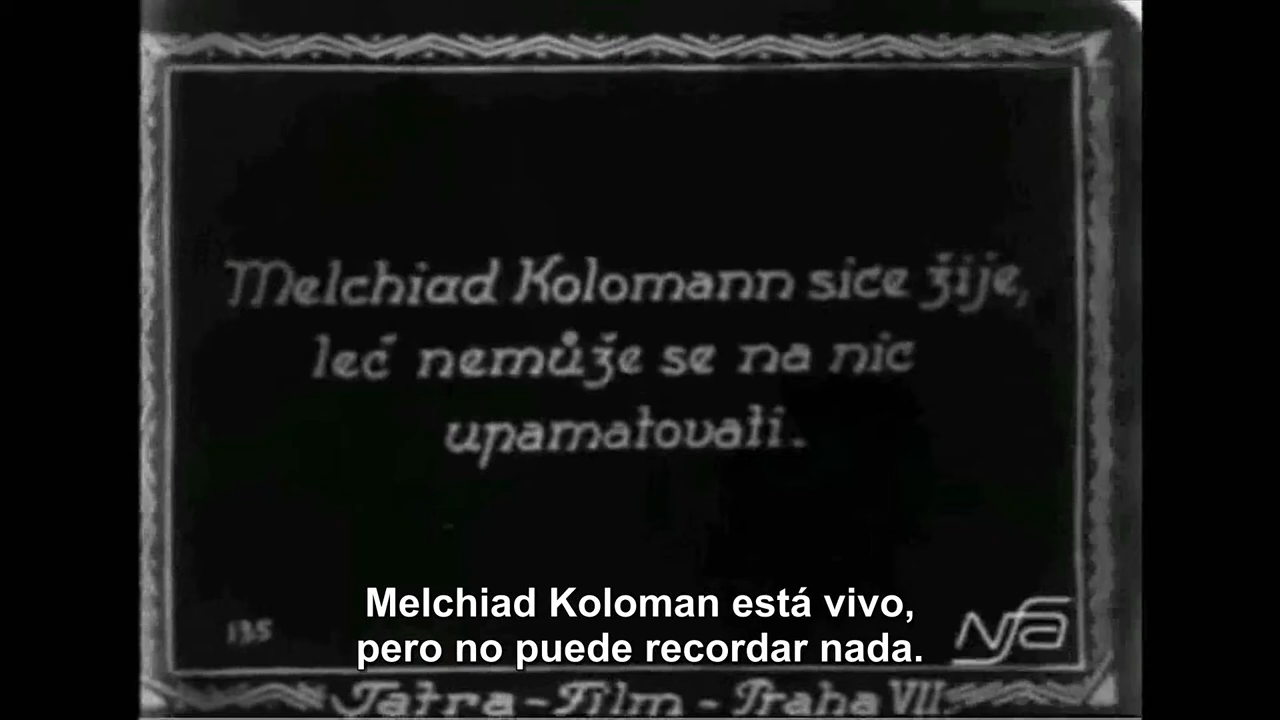 Melchiad Kolomann sice žije,
leč nemůže se na nic
upamatovati.
Melchiad Koloman está vivo,
pero no puede recordar nada.
135
Nfa
Tatra-Film - Praha VII